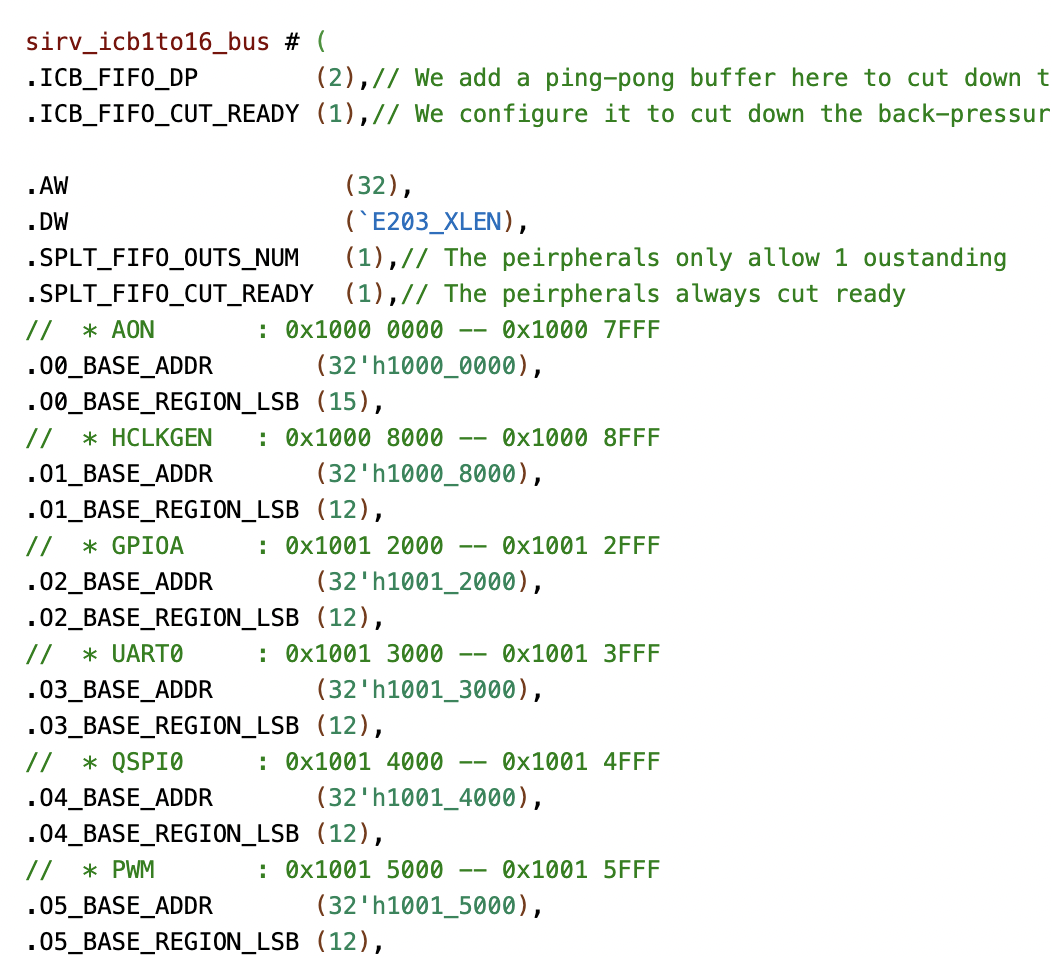 sirv_icb1to16_bus # (
.ICB_FIFO_DP        (2),// We add a ping-pong buffer here to cut down t
.ICB_FIFO_CUT_READY (1),// We configure it to cut down the back-pressur
.AW                   (32),
.DW                   (`E203_XLEN),
.SPLT_FIFO_OUTS_NUM   (1),// The peirpherals only allow 1 oustanding
.SPLT_FIFO_CUT_READY  (1),// The peirpherals always cut ready
//  * AON       : 0x1000 0000 -- 0x1000 7FFF
.O0_BASE_ADDR       (32'h1000_0000),
.O0_BASE_REGION_LSB (15),
//  * HCLKGEN   : 0x1000 8000 -- 0x1000 8FFF
.O1_BASE_ADDR       (32'h1000_8000),
.O1_BASE_REGION_LSB (12),
//  * GPIOA     : 0x1001 2000 -- 0x1001 2FFF
.O2_BASE_ADDR       (32'h1001_2000),
.O2_BASE_REGION_LSB (12),
//  * UART0     : 0x1001 3000 -- 0x1001 3FFF
.O3_BASE_ADDR       (32'h1001_3000),
.O3_BASE_REGION_LSB (12),
//  * QSPI0     : 0x1001 4000 -- 0x1001 4FFF
.O4_BASE_ADDR       (32'h1001_4000),
.O4_BASE_REGION_LSB (12),
//  * PWM       : 0x1001 5000 -- 0x1001 5FFF
.O5_BASE_ADDR       (32'h1001_5000),
.O5_BASE_REGION_LSB (12),